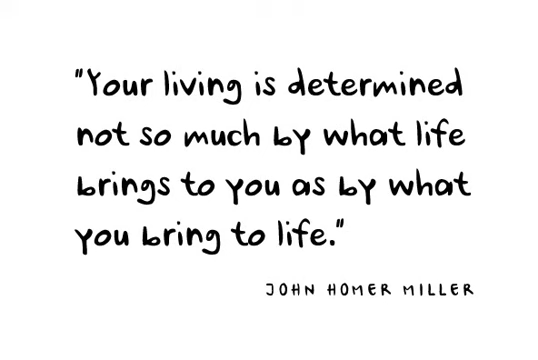 "Your living is determined
not so much by what life
brings to you as by what
you bring to life."
JOHN HOMER MILLER